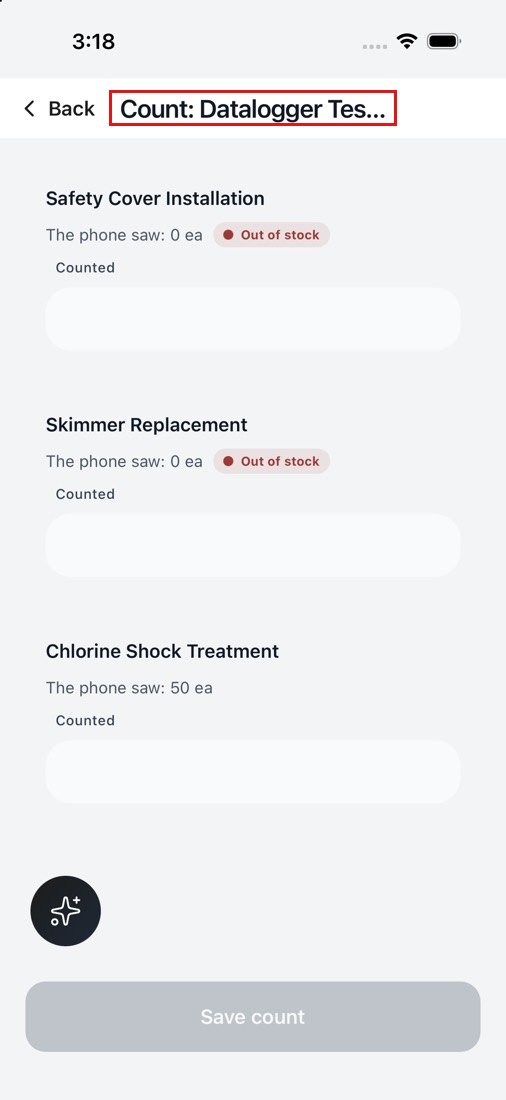 3:18
Back
Count: Datalogger Tes...
Safety Cover Installation
The phone saw: 0 ea
Out of stock
Counted
Skimmer Replacement
The phone saw: 0 ea
Out of stock
Counted
Chlorine Shock Treatment
The phone saw: 50 ea
Counted
Save count